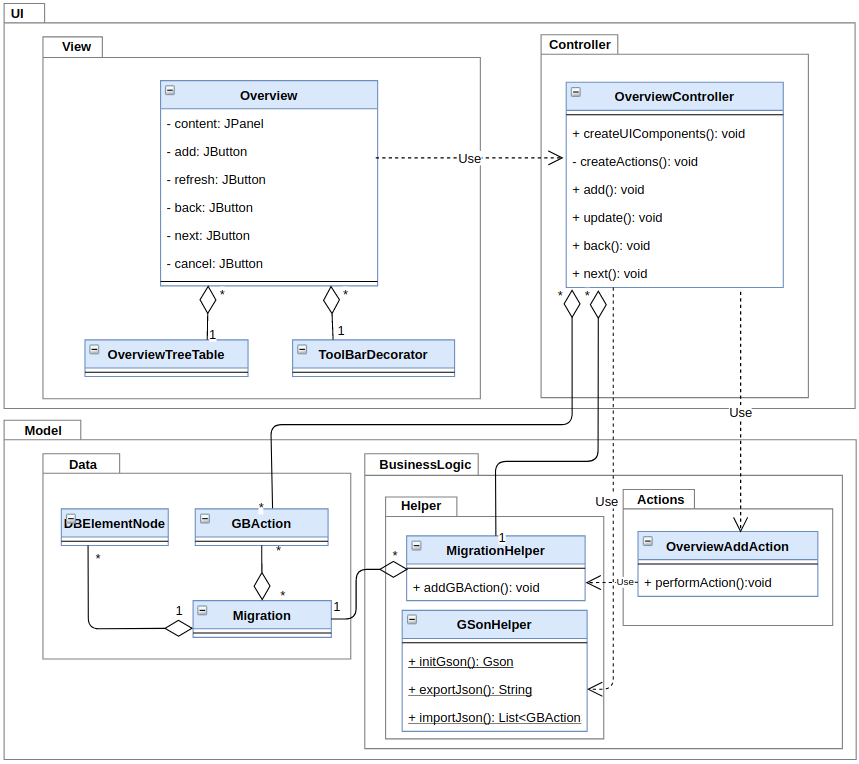 UI
View
Overview
- content: JPanel
- add: JButton
- refresh: JButton
- back: JButton
- next: JButton
- cancel: JButton
*
*
1
1
OverviewTreeTable
ToolBarDecorator
Use
Controller
OverviewController
+ createUIComponents(): void
- createActions(): void
+ add(): void
+ update(): void
+ back(): void
+ next(): void
*
*
Use
Use
Model
Data
DBElementNode
*
GBAction
*
*
*
1
Migration
1
BusinessLogic
Helper
*
1
MigrationHelper
+ addGBAction(): void
GSonHelper
+ initGson(): Gson
+ exportJson(): String
+ importJson(): List<GBAction
Use
Actions
OverviewAddAction
+ performAction():void